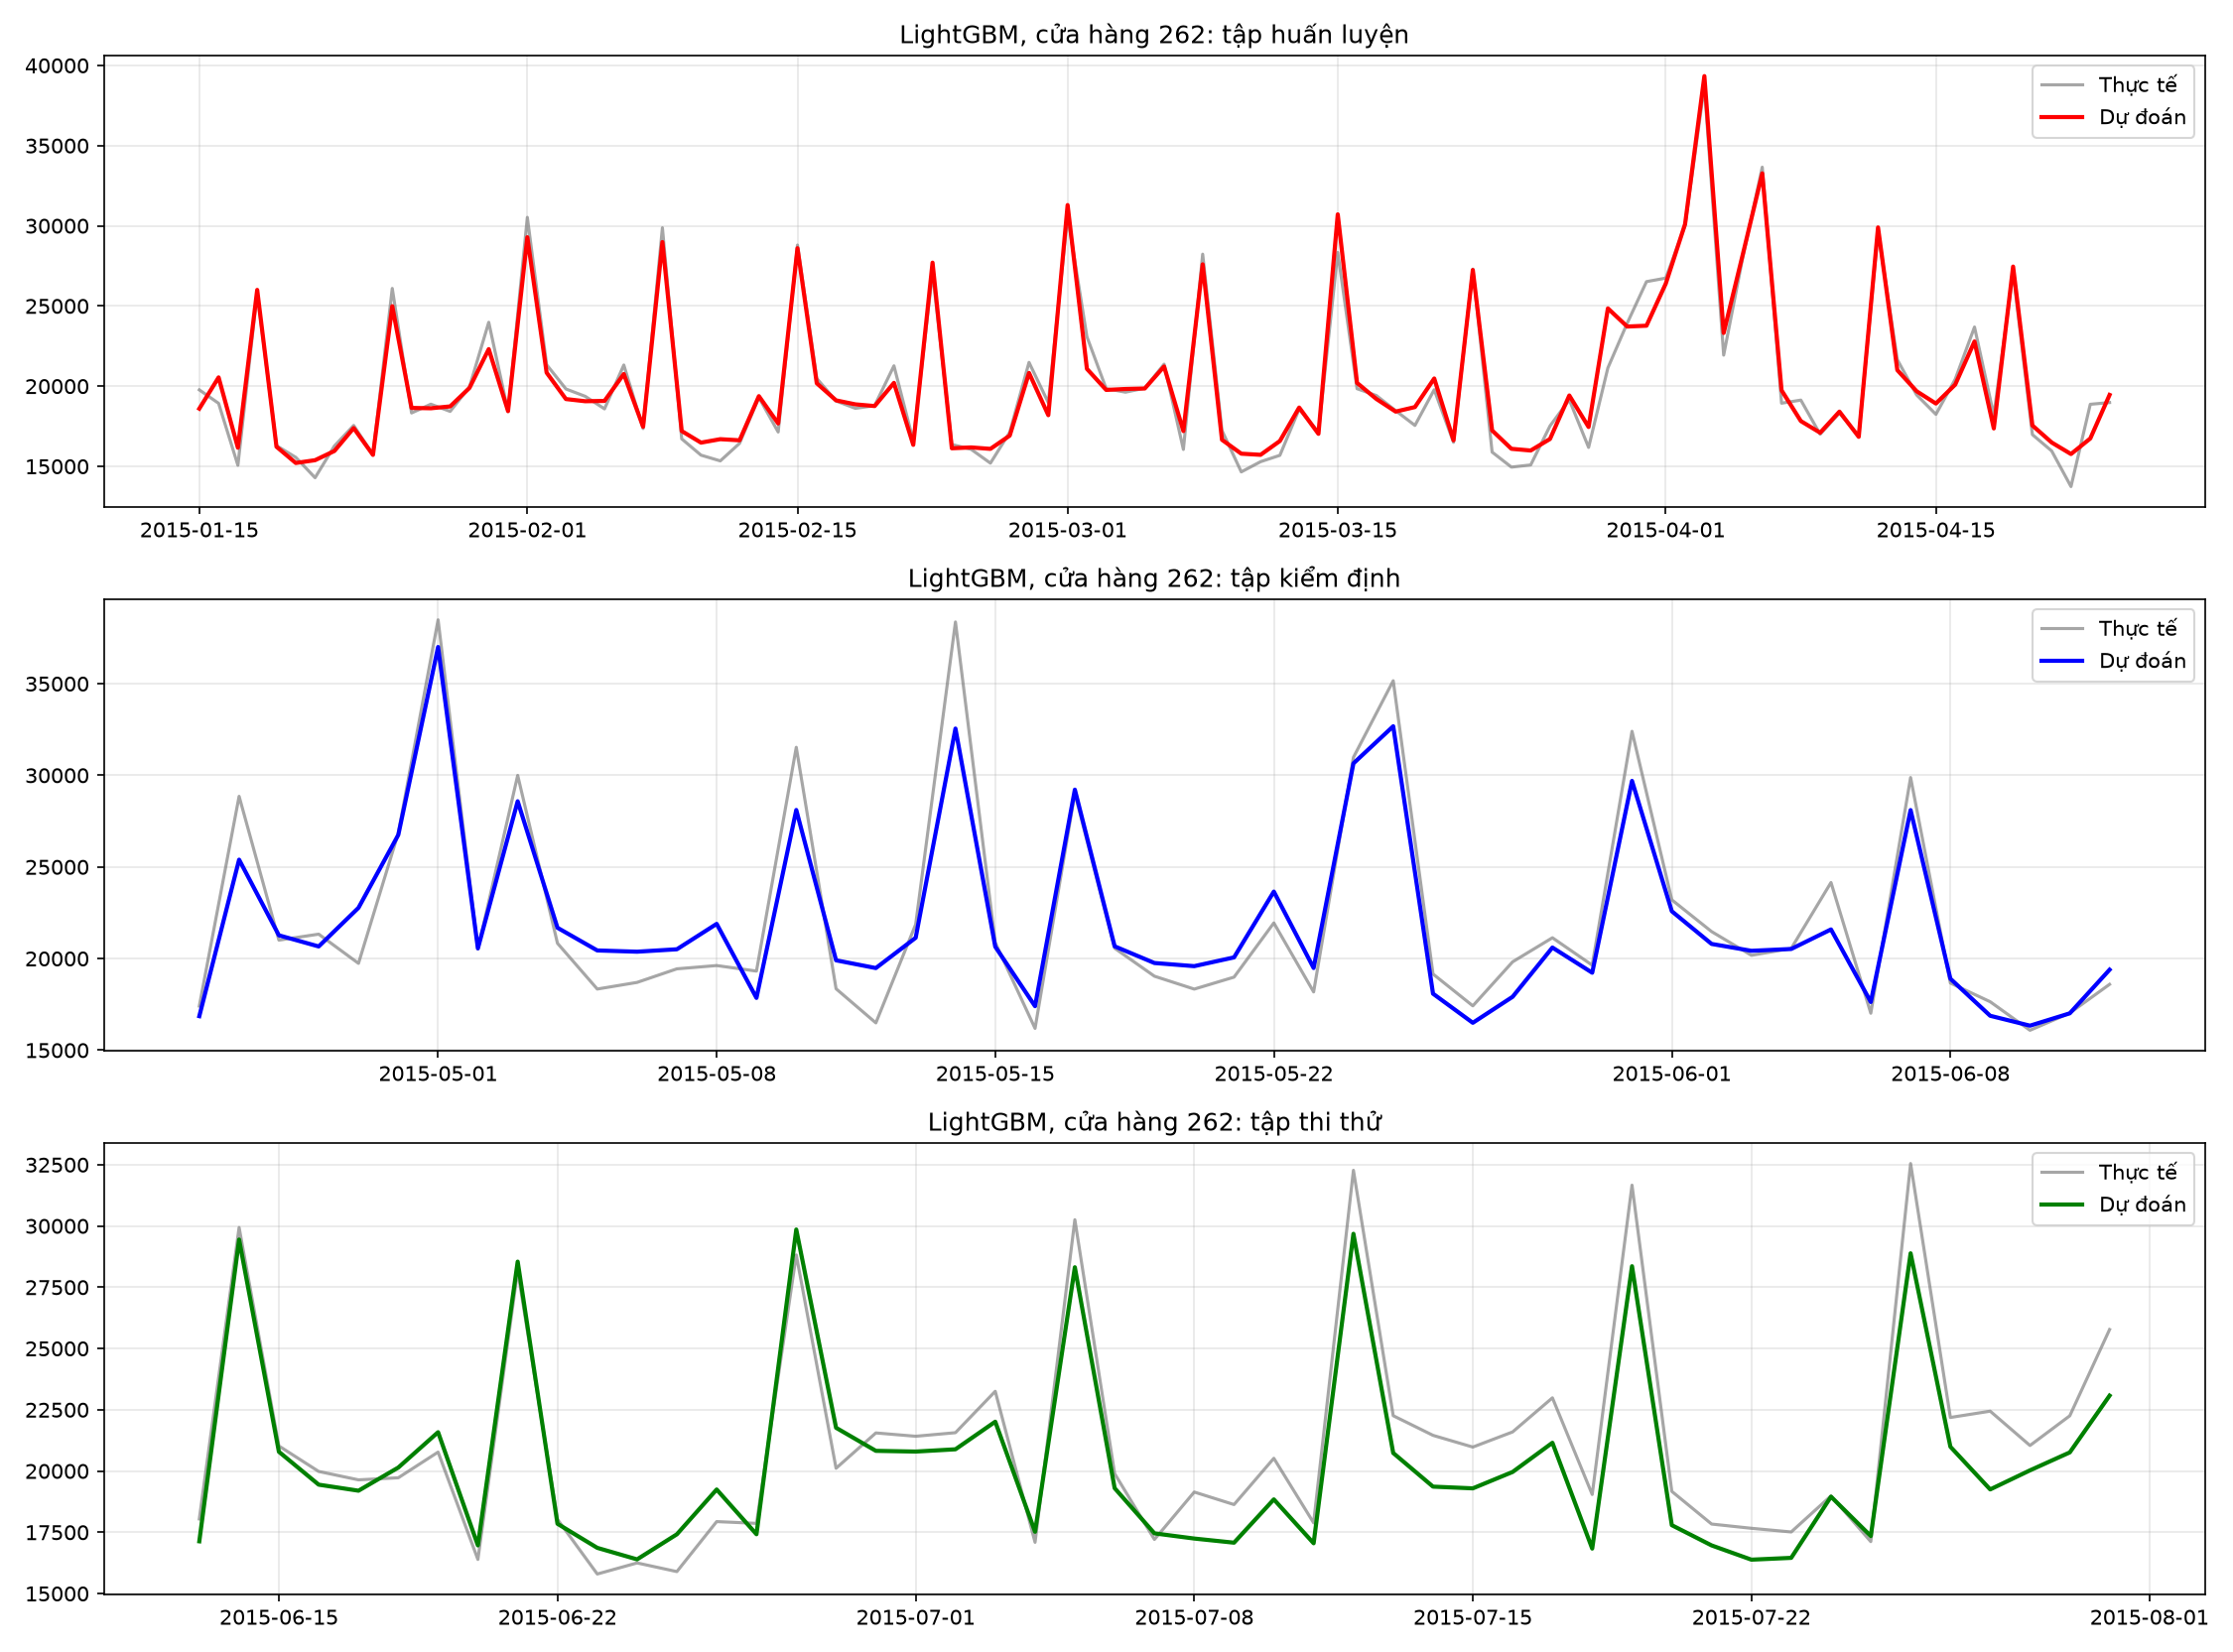 LightGBM, cửa hàng 262: tập huấn luyện
40000
35000
30000
25000
20000
15000
Thực tế
Dự đoán
2015-01-15 2015-02-01 2015-02-15 2015-03-01 2015-03-15 2015-04-01 2015-04-15
LightGBM, cửa hàng 262: tập kiểm định
35000
30000
25000
20000
15000
Thực tế
Dự đoán
2015-05-01 2015-05-08 2015-05-15 2015-05-22 2015-06-01 2015-06-08
LightGBM, cửa hàng 262: tập thi thử
32500
30000
27500
25000
22500
20000
17500
15000
Thực tế
Dự đoán
2015-06-15 2015-06-22 2015-07-01 2015-07-08 2015-07-15 2015-07-22 2015-08-01